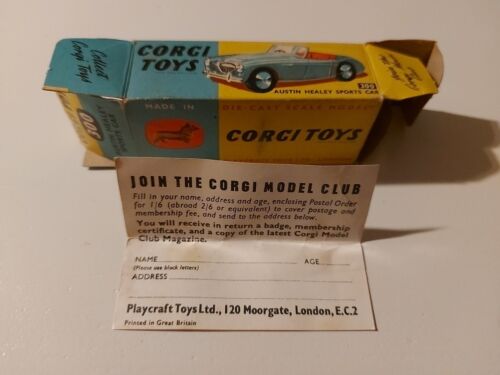 Collect
Corgi Toys
CORGI
TOYS
300
AUSTIN HEALEY SPORTS CAR
MADE IN
DIE-CAST SCALE MODELS
300
HEALEY
SPORTS CAR
CORGI TOYS
JOIN THE CORGI MODEL CLUB
Fill in your name, address and age, enclosing Postal Order
for 1/6 (abroad 2/6 or equivalent) to cover postage and
membership fee, and send to the address below.
You will receive in return a badge, membership
certificate, and a copy of the latest Corgi Model
Club Magazine.
NAME AGE
(Please use block letters)
ADDRESS
Playcraft Toys Ltd., 120 Moorgate, London, E.C.2
Printed in Great Britain